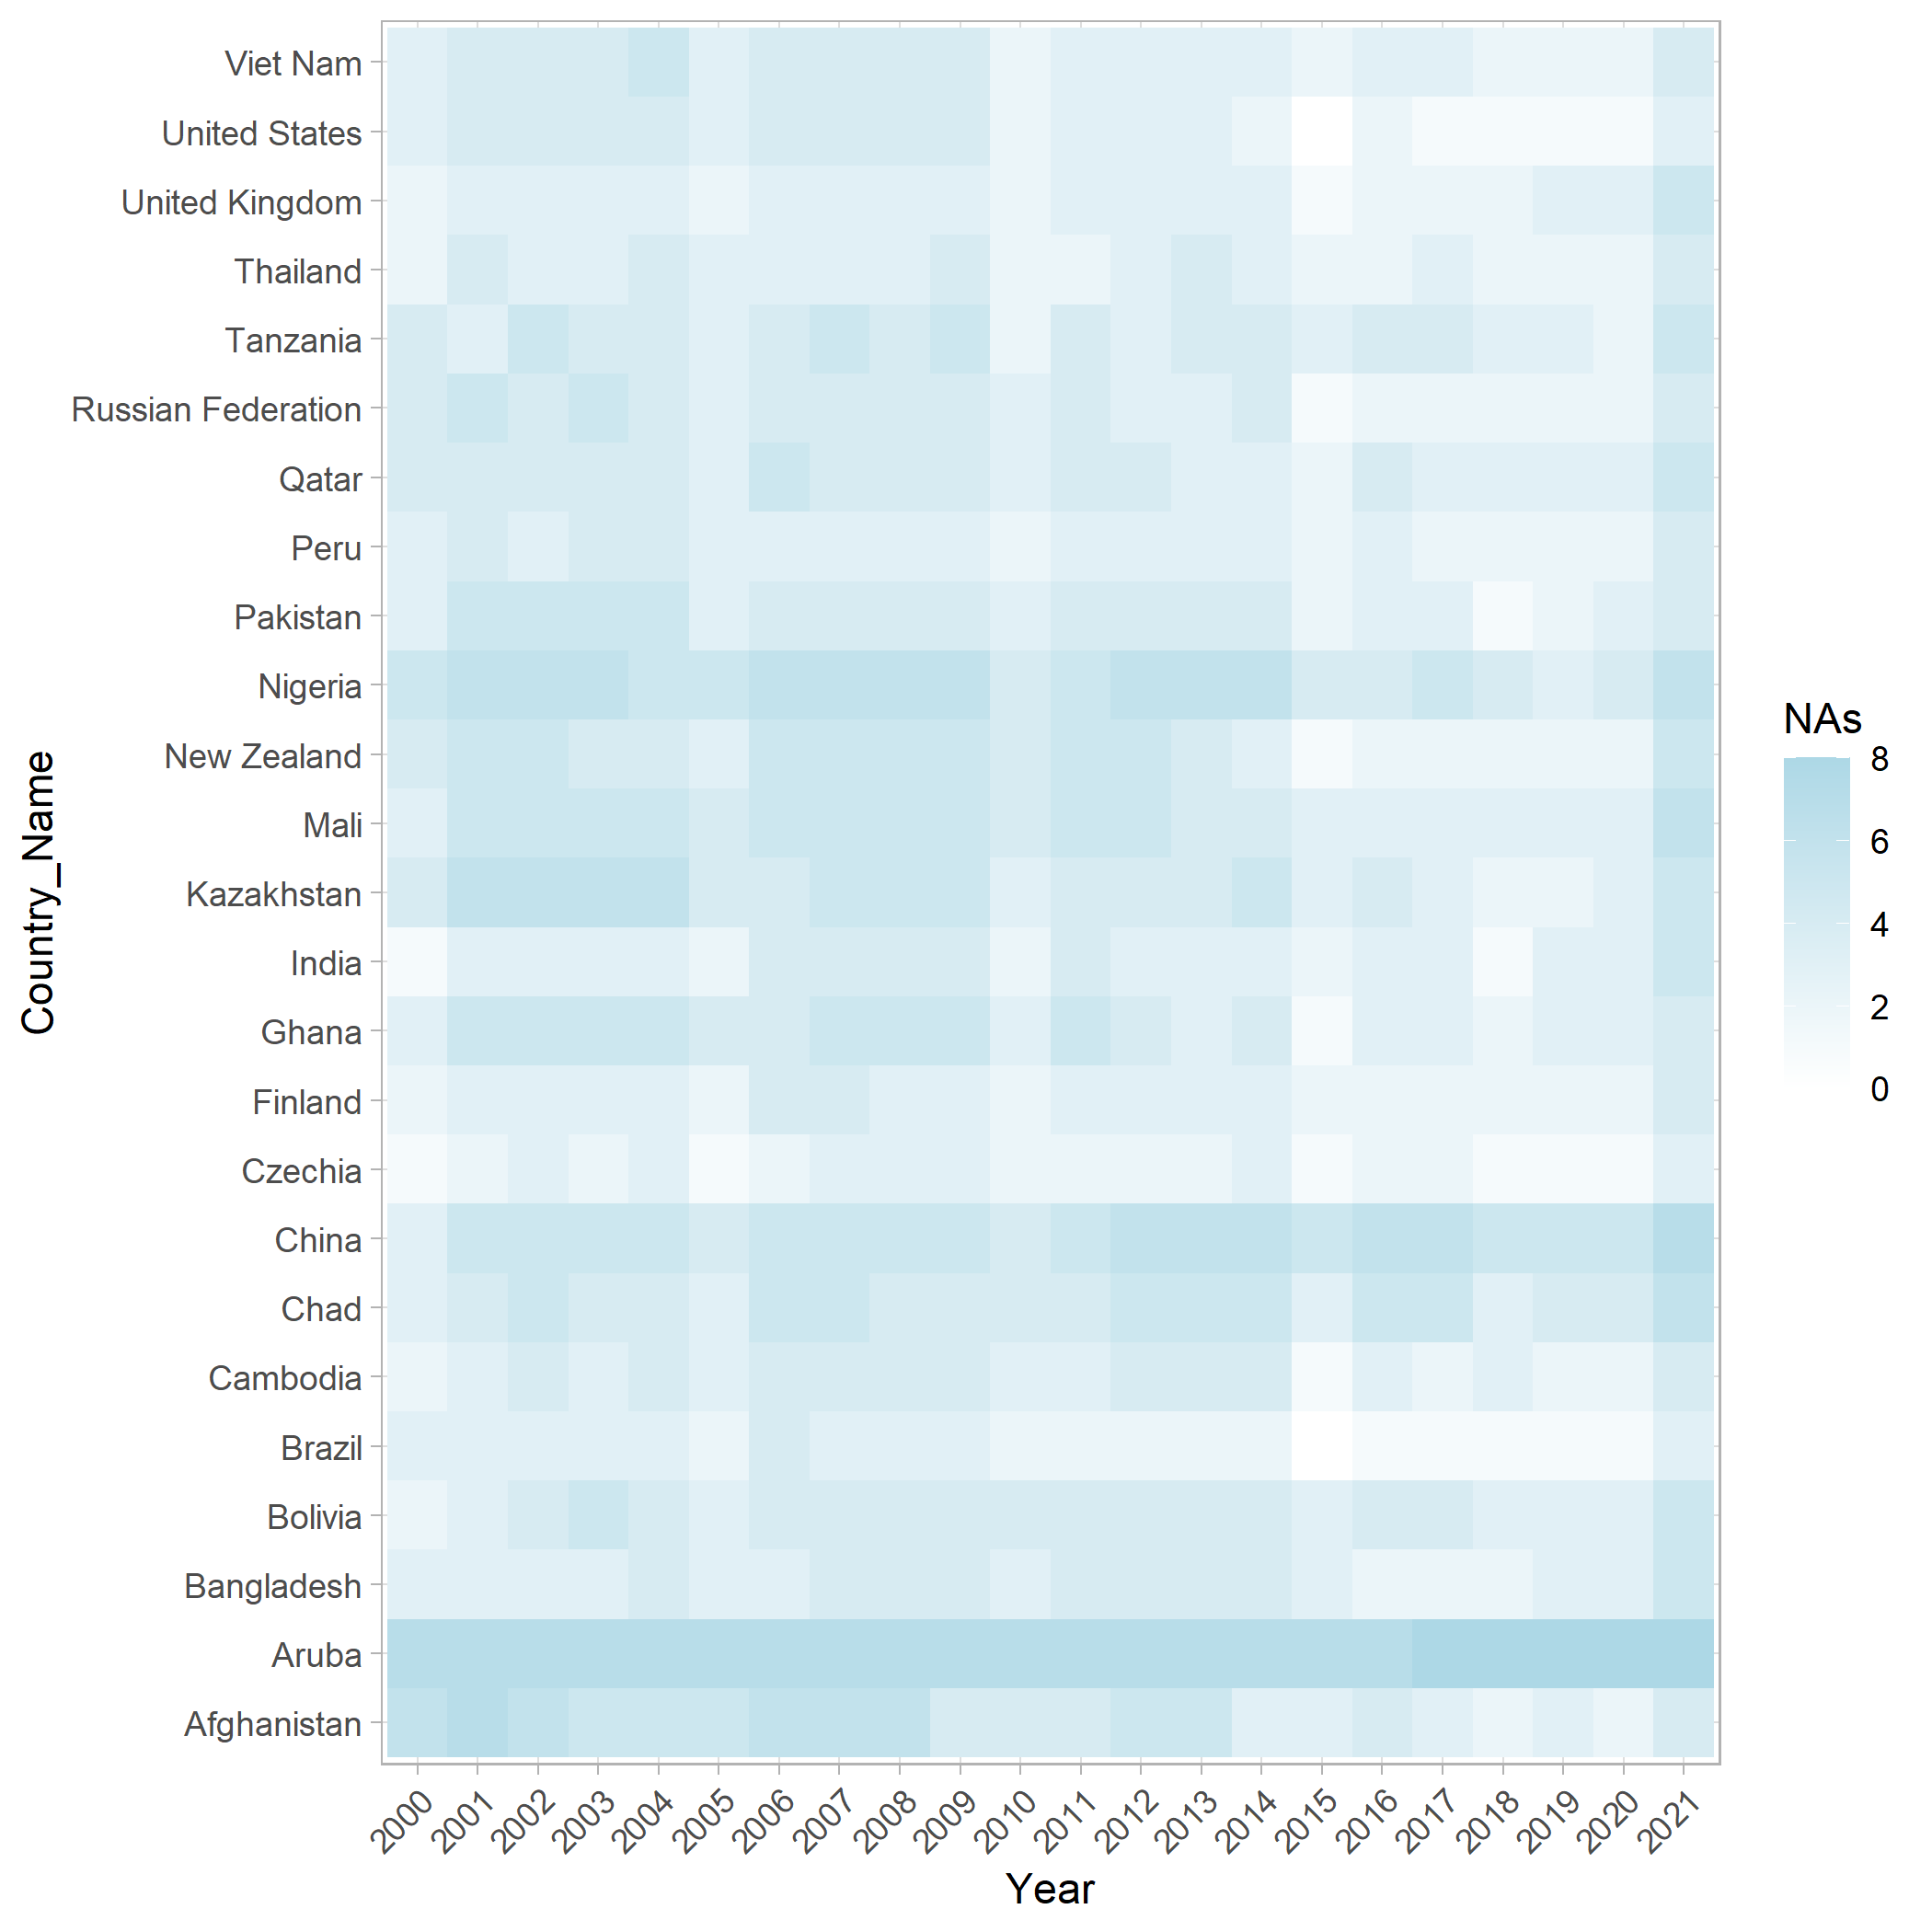 Viet Nam
United States
United Kingdom
Thailand
Tanzania
Russian Federation
Qatar
Peru
Pakistan
Nigeria
New Zealand
Mali
Kazakhstan
India
Ghana
Finland
Czechia
China
Chad
Cambodia
Brazil
Bolivia
Bangladesh
Aruba
Afghanistan
Country_Name
2000 2001 2002 2003 2004 2005 2006 2007 2008 2009 2010 2011 2012 2013 2014 2015 2016 2017 2018 2019 2020 2021
Year
NAs
8
6
4
2
0